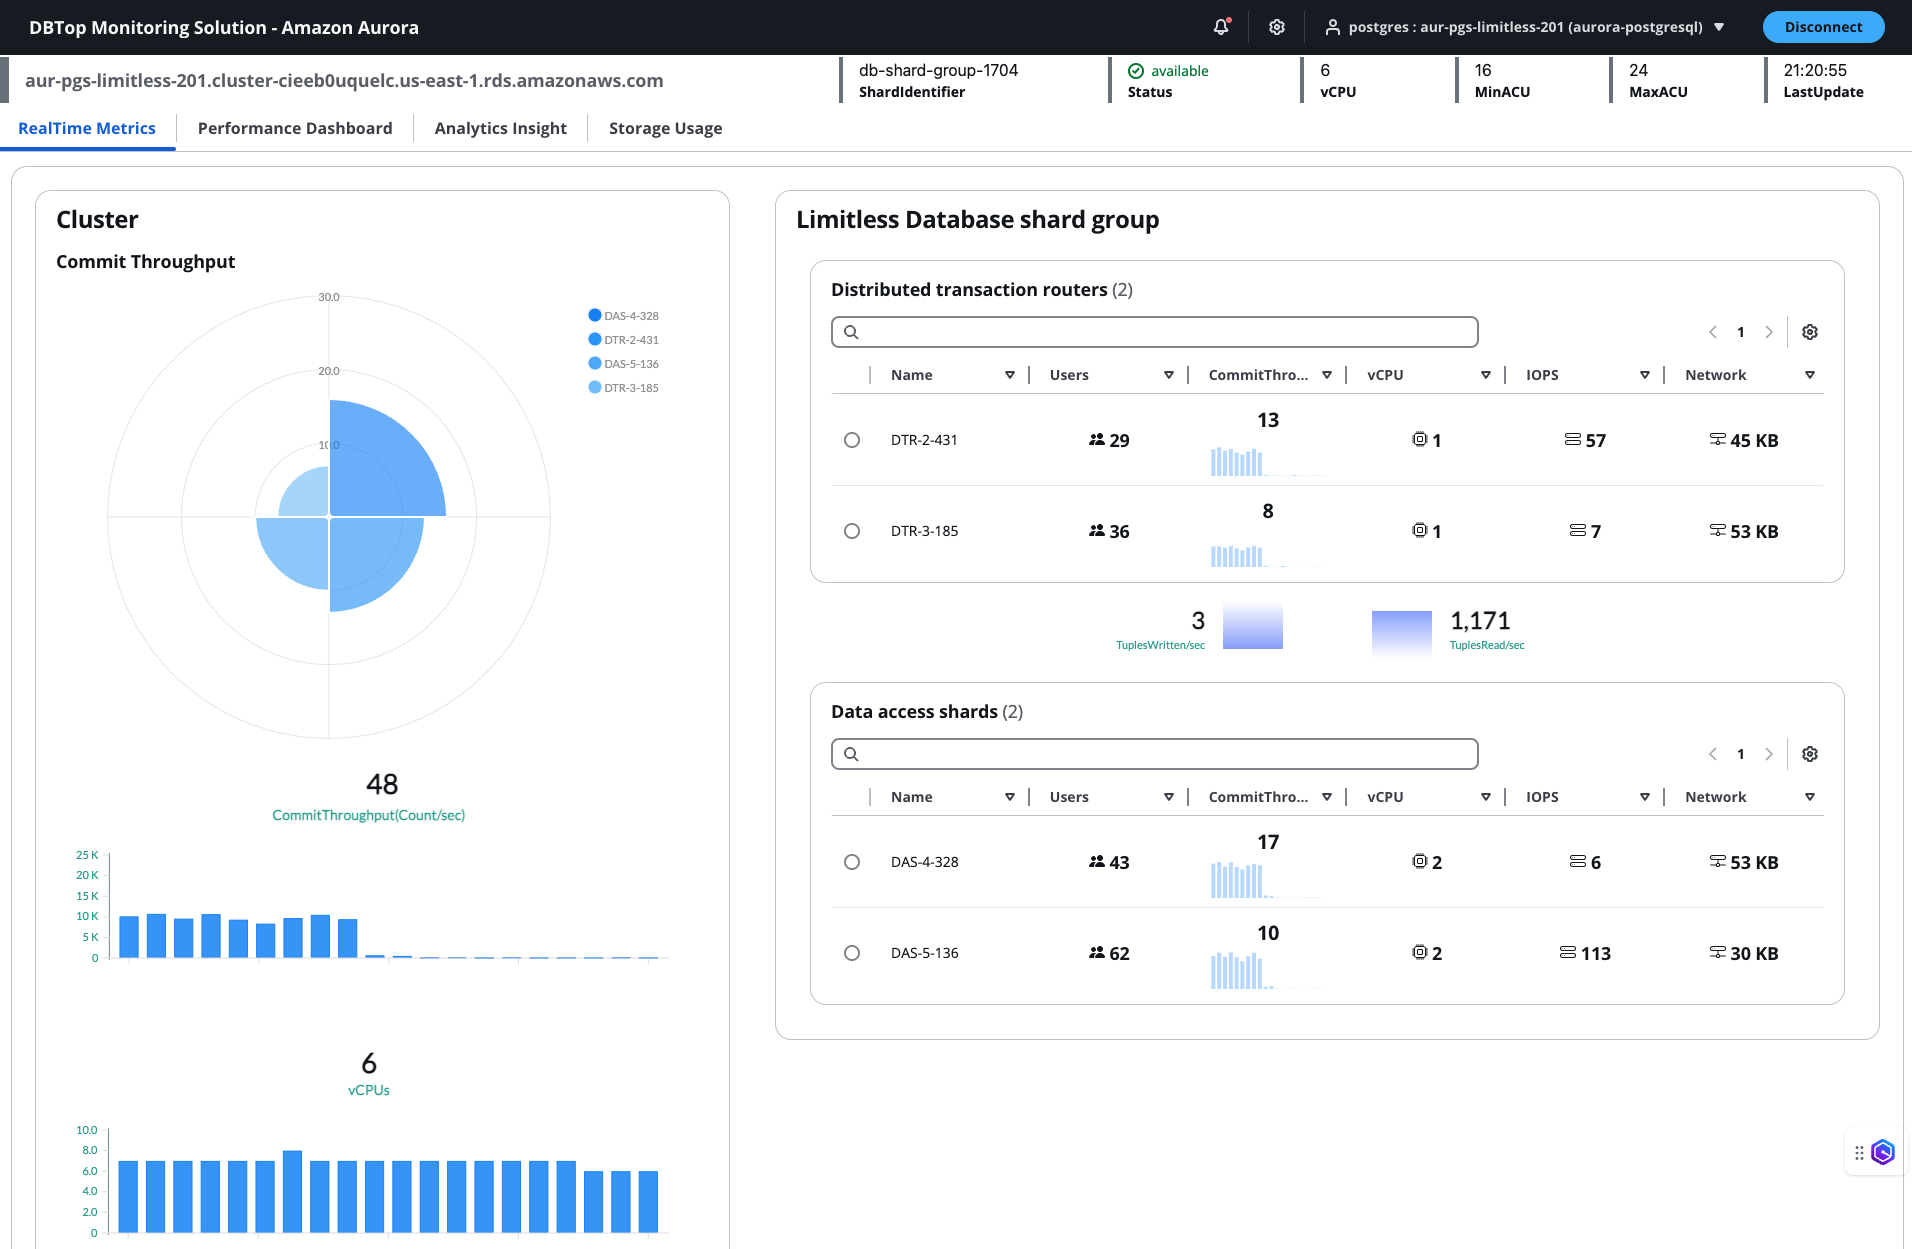 DBTop Monitoring Solution - Amazon Aurora
postgres : aur-pgs-limitless-201 (aurora-postgresql)
Disconnect
aur-pgs-limitless-201.cluster-cieeb0uquelc.us-east-1.rds.amazonaws.com
db-shard-group-1704
ShardIdentifier
available
Status
6
vCPU
16
MinACU
24
MaxACU
21:20:55
LastUpdate
RealTime Metrics
Performance Dashboard
Analytics Insight
Storage Usage
Cluster
Commit Throughput
30.0
20.0
10.0
DAS-4-328
DTR-2-431
DAS-5-136
DTR-3-185
48
CommitThroughput(Count/sec)
25 K
20 K
15 K
10 K
5 K
0
6
vCPUs
10.0
8.0
6.0
4.0
2.0
0
Limitless Database shard group
Distributed transaction routers (2)
1
Name Users CommitThro... vCPU IOPS Network
DTR-2-431 29 13 1 57 45 KB
DTR-3-185 36 8 1 7 53 KB
3
TuplesWritten/sec
1,171
TuplesRead/sec
Data access shards (2)
1
Name Users CommitThro... vCPU IOPS Network
DAS-4-328 43 17 2 6 53 KB
DAS-5-136 62 10 2 113 30 KB